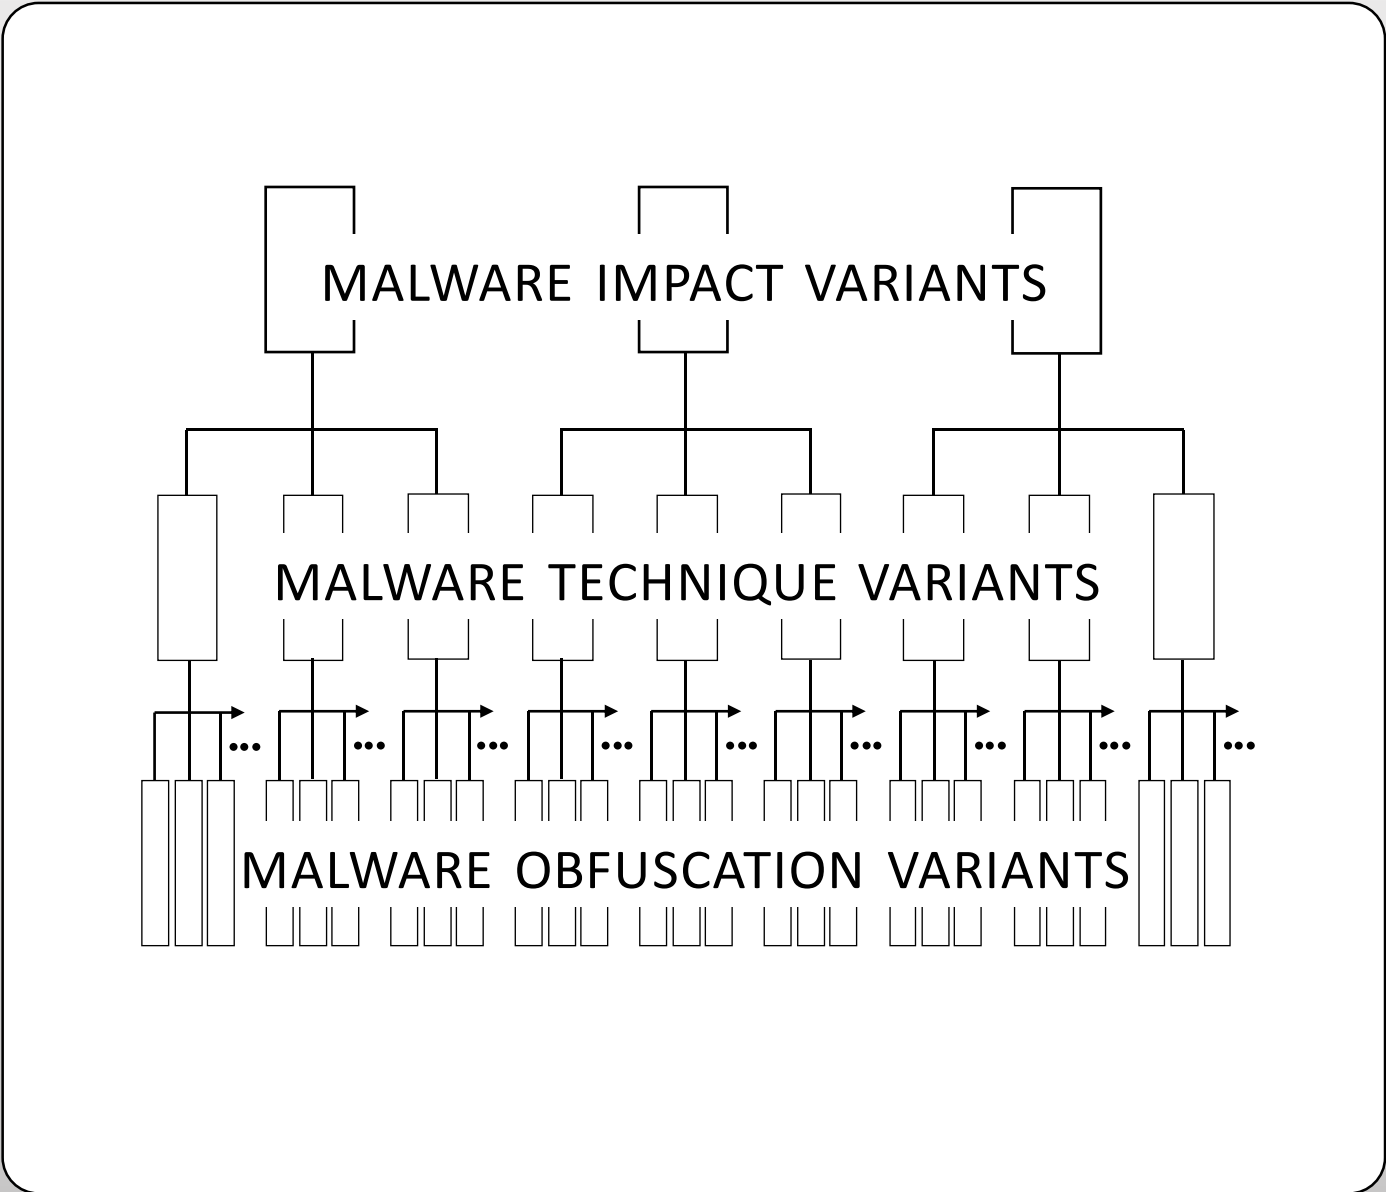 MALWARE IMPACT VARIANTS
MALWARE TECHNIQUE VARIANTS
... ... ... ... ... ... ... ... ...
MALWARE OBFUSCATION VARIANTS